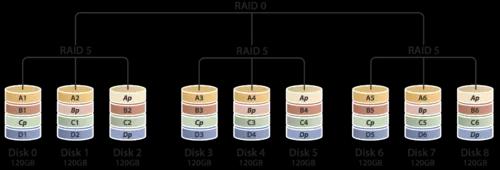 RAID 0
RAID 5 RAID 5 RAID 5
A1 A2 Ap A3 A4 Ap A5 A6 Ap
B1 Bp B2 B3 Bp B4 B5 Bp B6
Cp C1 C2 Cp C3 C4 Cp C5 C6
D1 D2 Dp D3 D4 Dp D5 D6 Dp
Disk 0 Disk 1 Disk 2 Disk 3 Disk 4 Disk 5 Disk 6 Disk 7 Disk 8
120GB 120GB 120GB 120GB 120GB 120GB 120GB 120GB 120GB